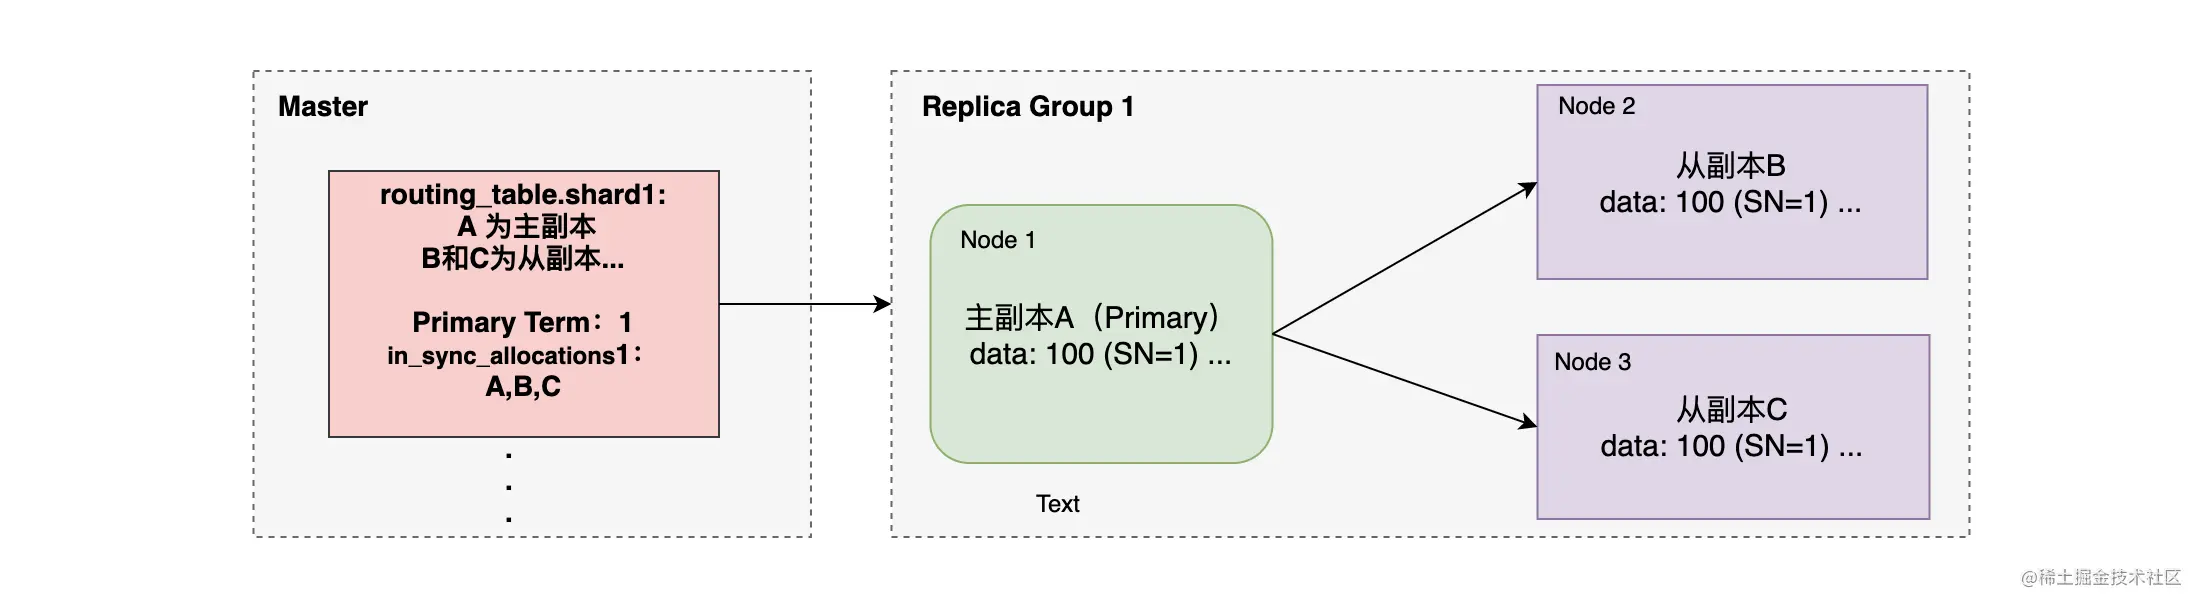 Master
routing_table.shard1:
A 为主副本
B和C为从副本...
Primary Term：1
in_sync_allocations1：
A,B,C
.
.
.
Replica Group 1
Node 1
主副本A（Primary）
data: 100 (SN=1) ...
Text
Node 2
从副本B
data: 100 (SN=1) ...
Node 3
从副本C
data: 100 (SN=1) ...
@稀土掘金技术社区